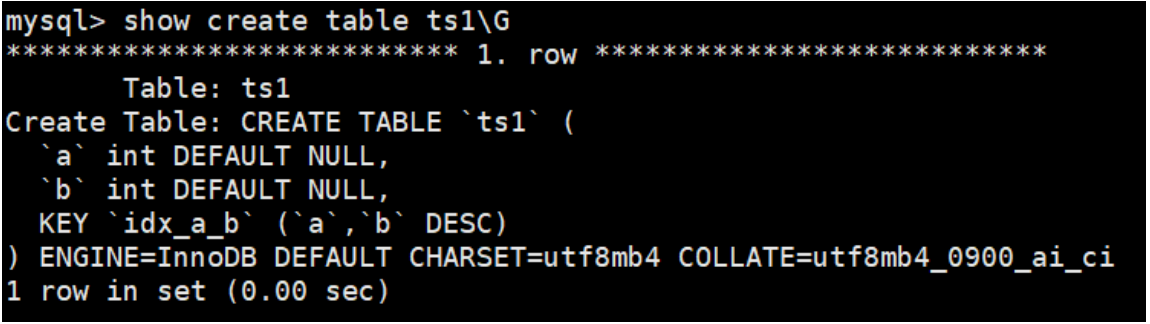 mysql> show create table ts1\G
*************************** 1. row ***************************
Table: ts1
Create Table: CREATE TABLE `ts1` (
`a` int DEFAULT NULL,
`b` int DEFAULT NULL,
KEY `idx_a_b` (`a`,`b` DESC)
) ENGINE=InnoDB DEFAULT CHARSET=utf8mb4 COLLATE=utf8mb4_0900_ai_ci
1 row in set (0.00 sec)